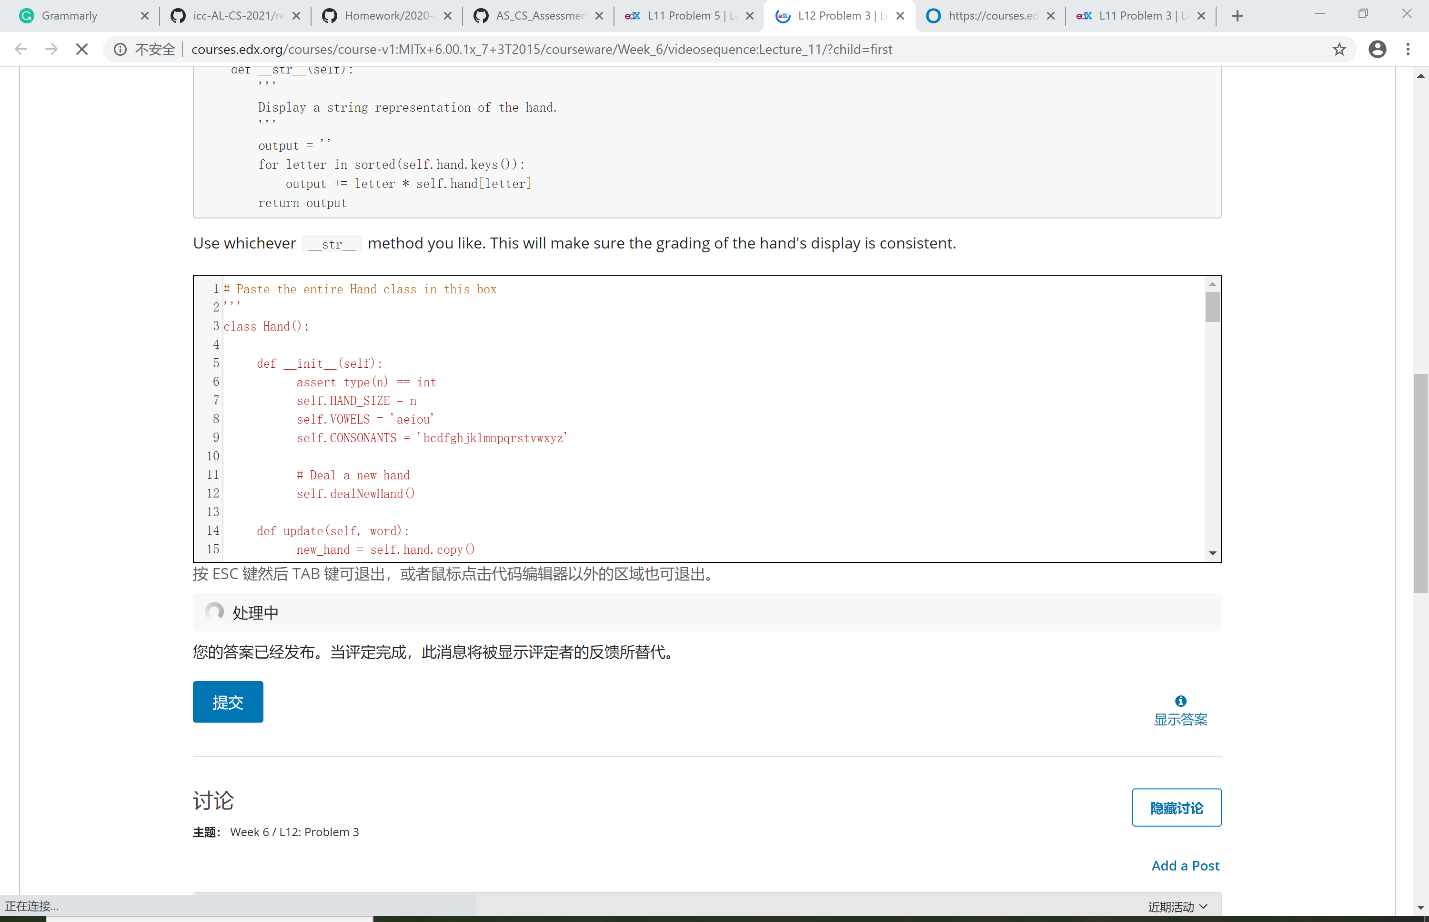 Grammarly
icc-AL-CS-2021/re
Homework/2020-
AS_CS_Assessmen
edX L11 Problem 5 | L
L12 Problem 3 | Le
https://courses.ed
edX L11 Problem 3 | L
不安全 | courses.edx.org/courses/course-v1:MITx+6.00.1x_7+3T2015/courseware/Week_6/videosequence:Lecture_11/?child=first
def __str__(self):
'''
Display a string representation of the hand.
'''
output = ''
for letter in sorted(self.hand.keys()):
output += letter * self.hand[letter]
return output
Use whichever __str__ method you like. This will make sure the grading of the hand's display is consistent.
1 # Paste the entire Hand class in this box
2 '''
3 class Hand():
4
5 def __init__(self):
6 assert type(n) == int
7 self.HAND_SIZE = n
8 self.VOWELS = 'aeiou'
9 self.CONSONANTS = 'bcdfghjklmnpqrstvwxyz'
10
11 # Deal a new hand
12 self.dealNewHand()
13
14 def update(self, word):
15 new_hand = self.hand.copy()
按 ESC 键然后 TAB 键可退出，或者鼠标点击代码编辑器以外的区域也可退出。
处理中
您的答案已经发布。当评定完成，此消息将被显示评定者的反馈所替代。
提交
显示答案
讨论
隐藏讨论
主题： Week 6 / L12: Problem 3
Add a Post
正在连接...
近期活动